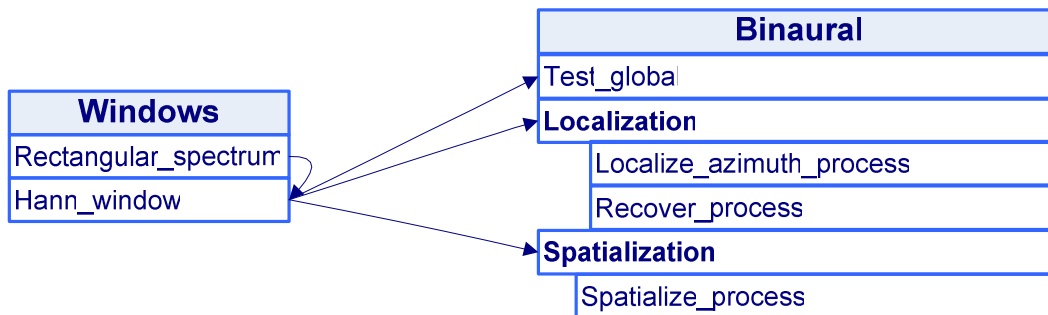 Windows
Rectangular_spectrum
Hann_window
Binaural
Test_global
Localization
Localize_azimuth_process
Recover_process
Spatialization
Spatialize_process